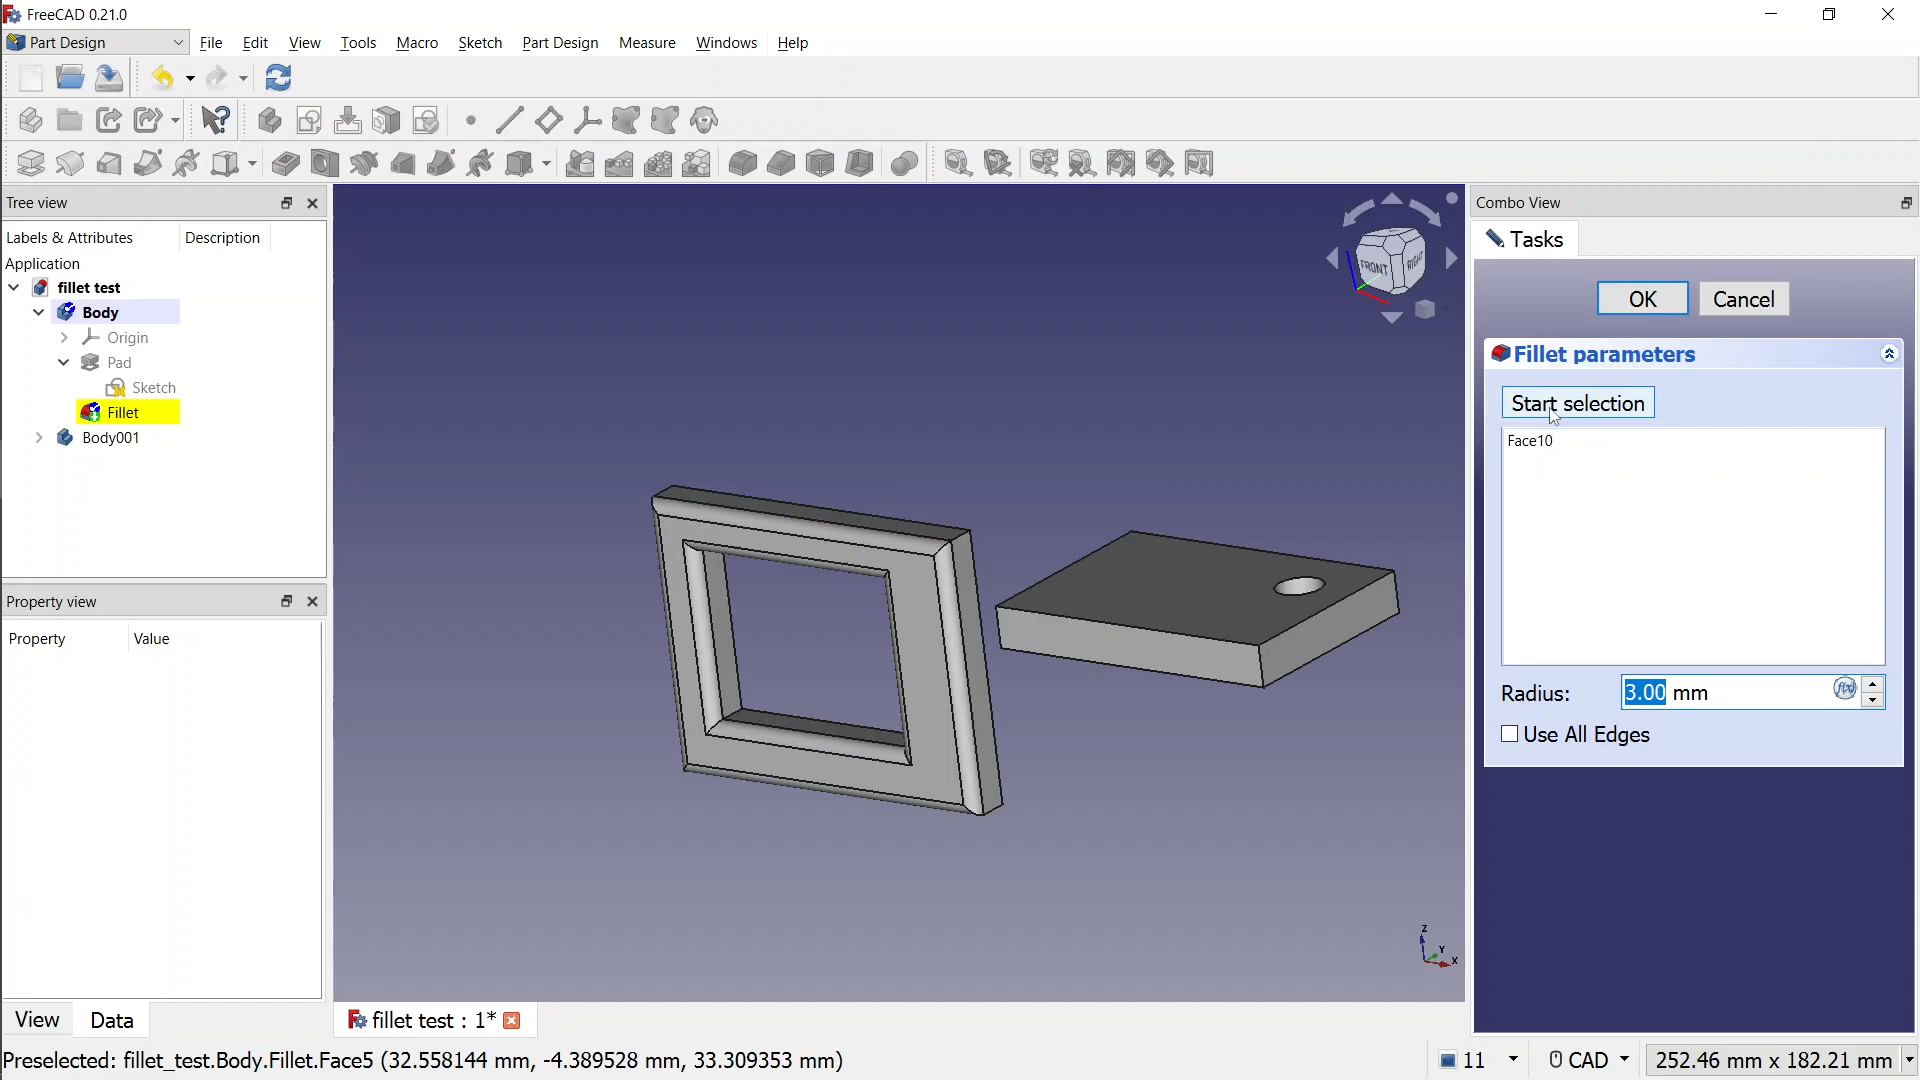 FreeCAD 0.21.0
Part Design File Edit View Tools Macro Sketch Part Design Measure Windows Help
Tree view
Labels & Attributes Description
Application
fillet test
Body
Origin
Pad
Sketch
Fillet
Body001
Property view
Property Value
View Data
FRONT RIGHT
Z
Y
X
fillet test : 1*
Combo View
Tasks
OK Cancel
Fillet parameters
Start selection
Face10
Radius: 3.00 mm
Use All Edges
Preselected: fillet_test.Body.Fillet.Face5 (32.558144 mm, -4.389528 mm, 33.309353 mm)
11 CAD 252.46 mm x 182.21 mm